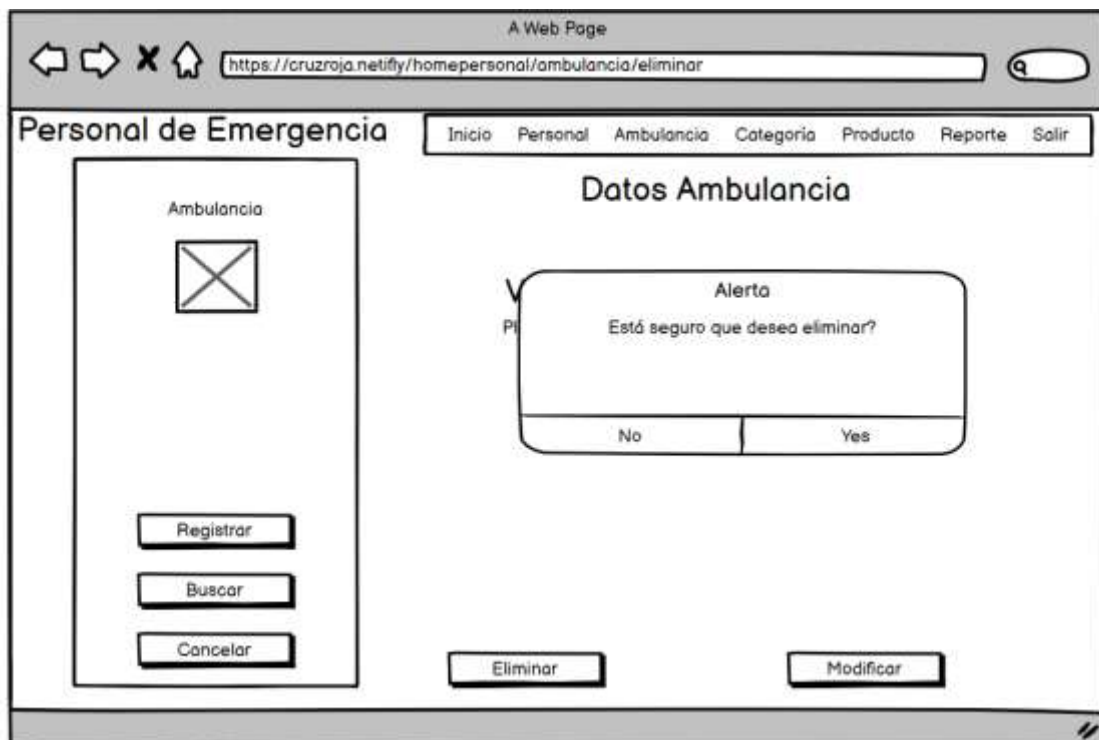 A Web Page
https://cruzroja.netifly/homepersonal/ambulancia/eliminar
Personal de Emergencia
Inicio Personal Ambulancia Categoría Producto Reporte Salir
Datos Ambulancia
Ambulancia
Alerta
Está seguro que desea eliminar?
No Yes
Registrar
Buscar
Cancelar
Eliminar Modificar